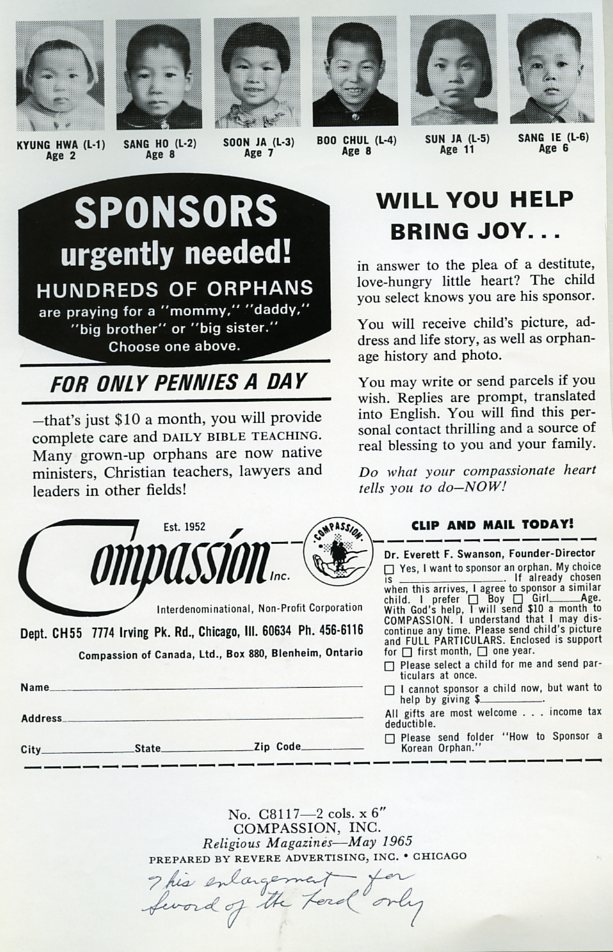 KYUNG HWA (L-1)
Age 2
SANG HO (L-2)
Age 8
SOON JA (L-3)
Age 7
BOO CHUL (L-4)
Age 8
SUN JA (L-5)
Age 11
SANG IE (L-6)
Age 6
SPONSORS
urgently needed!
HUNDREDS OF ORPHANS
are praying for a "mommy," "daddy,"
"big brother" or "big sister."
Choose one above.
FOR ONLY PENNIES A DAY
—that's just $10 a month, you will provide
complete care and DAILY BIBLE TEACHING.
Many grown-up orphans are now native
ministers, Christian teachers, lawyers and
leaders in other fields!
WILL YOU HELP
BRING JOY...
in answer to the plea of a destitute,
love-hungry little heart? The child
you select knows you are his sponsor.
You will receive child's picture, ad-
dress and life story, as well as orphan-
age history and photo.
You may write or send parcels if you
wish. Replies are prompt, translated
into English. You will find this per-
sonal contact thrilling and a source of
real blessing to you and your family.
Do what your compassionate heart
tells you to do—NOW!
Est. 1952
Compassion Inc.
COMPASSION
Interdenominational, Non-Profit Corporation
Dept. CH55 7774 Irving Pk. Rd., Chicago, Ill. 60634 Ph. 456-6116
Compassion of Canada, Ltd., Box 880, Blenheim, Ontario
Name
Address
City State Zip Code
CLIP AND MAIL TODAY!
Dr. Everett F. Swanson, Founder-Director
☐ Yes, I want to sponsor an orphan. My choice
is ________. If already chosen
when this arrives, I agree to sponsor a similar
child. I prefer ☐ Boy ☐ Girl____Age.
With God's help, I will send $10 a month to
COMPASSION. I understand that I may dis-
continue any time. Please send child's picture
and FULL PARTICULARS. Enclosed is support
for ☐ first month, ☐ one year.
☐ Please select a child for me and send par-
ticulars at once.
☐ I cannot sponsor a child now, but want to
help by giving $________.
All gifts are most welcome . . . income tax
deductible.
☐ Please send folder "How to Sponsor a
Korean Orphan."
No. C8117—2 cols. x 6"
COMPASSION, INC.
Religious Magazines—May 1965
PREPARED BY REVERE ADVERTISING, INC. • CHICAGO
This enlargement for
Sword of the Lord only